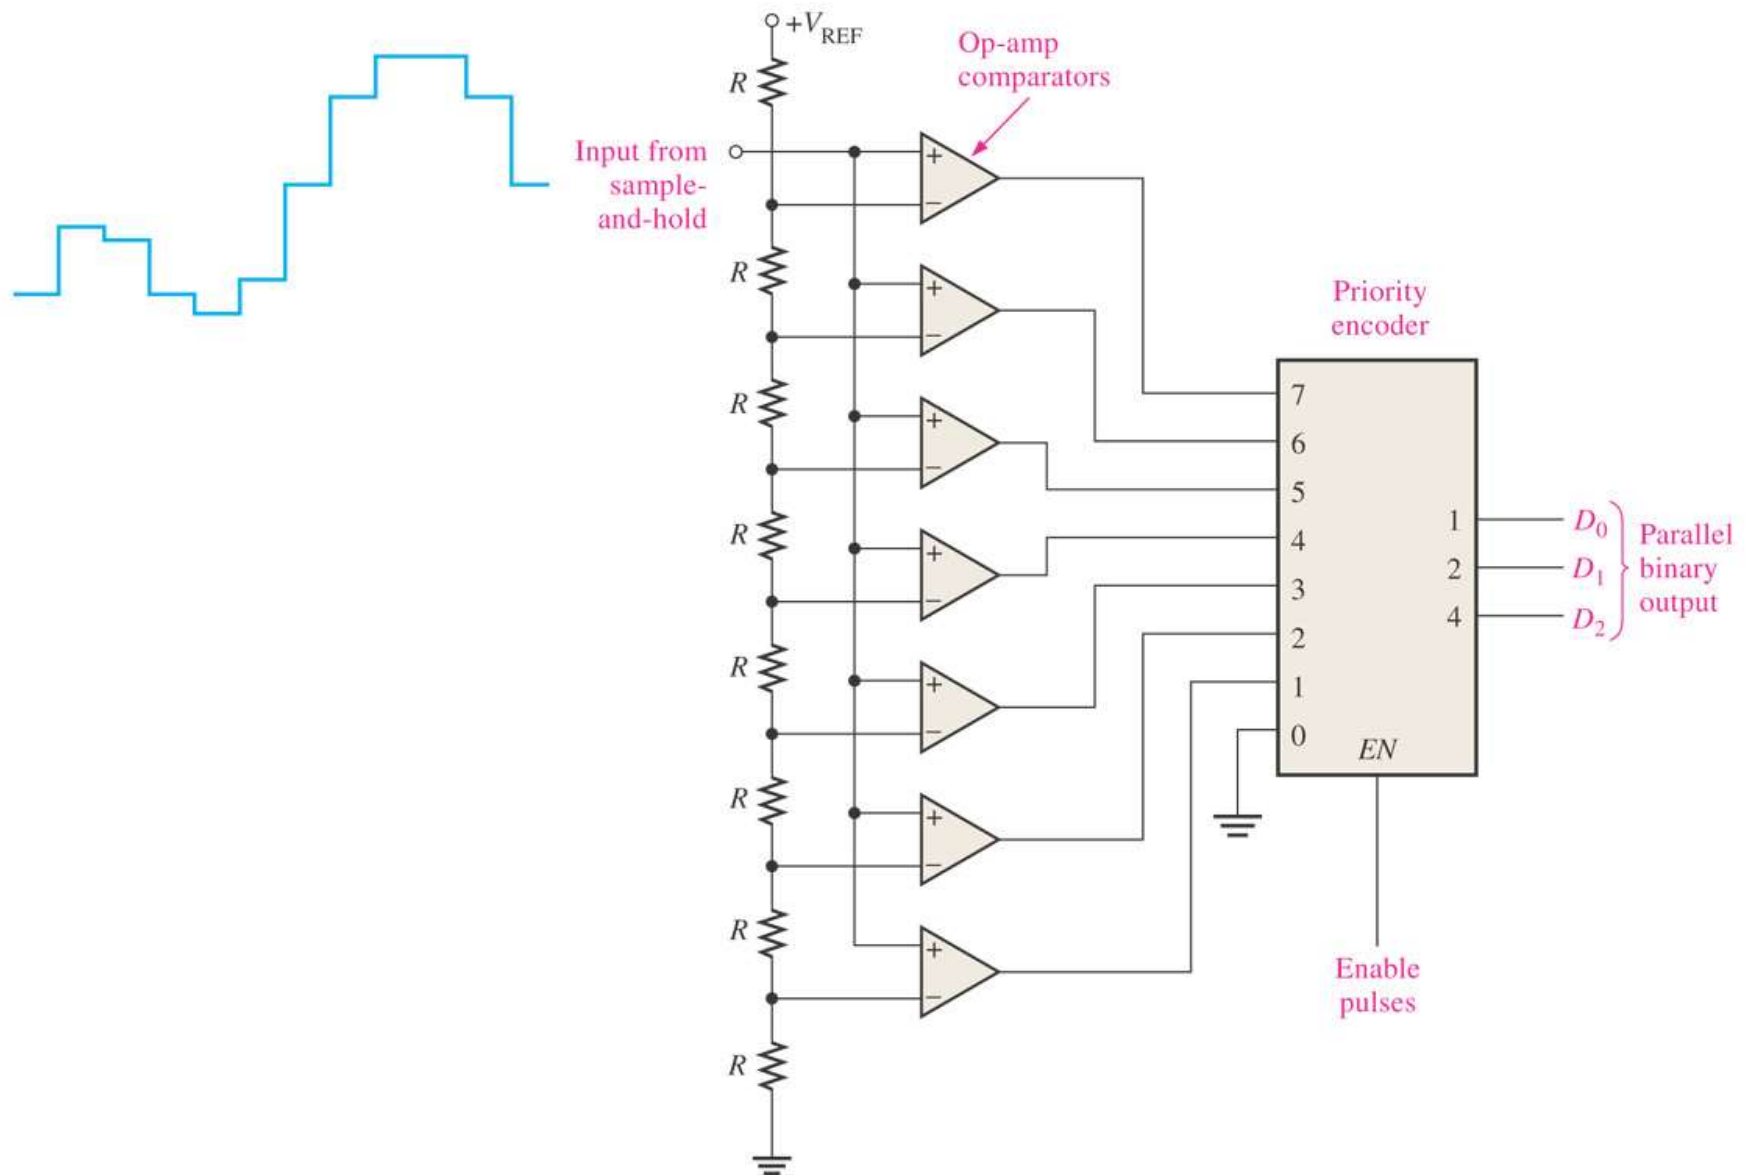 +V_REF
R
Op-amp
comparators
Input from
sample-
and-hold
+
−
R
+
−
R
+
−
R
+
−
R
+
−
R
+
−
R
+
−
R
Priority
encoder
7
6
5
4
3
2
1
0
EN
1
2
4
D₀
D₁
D₂
Parallel
binary
output
Enable
pulses